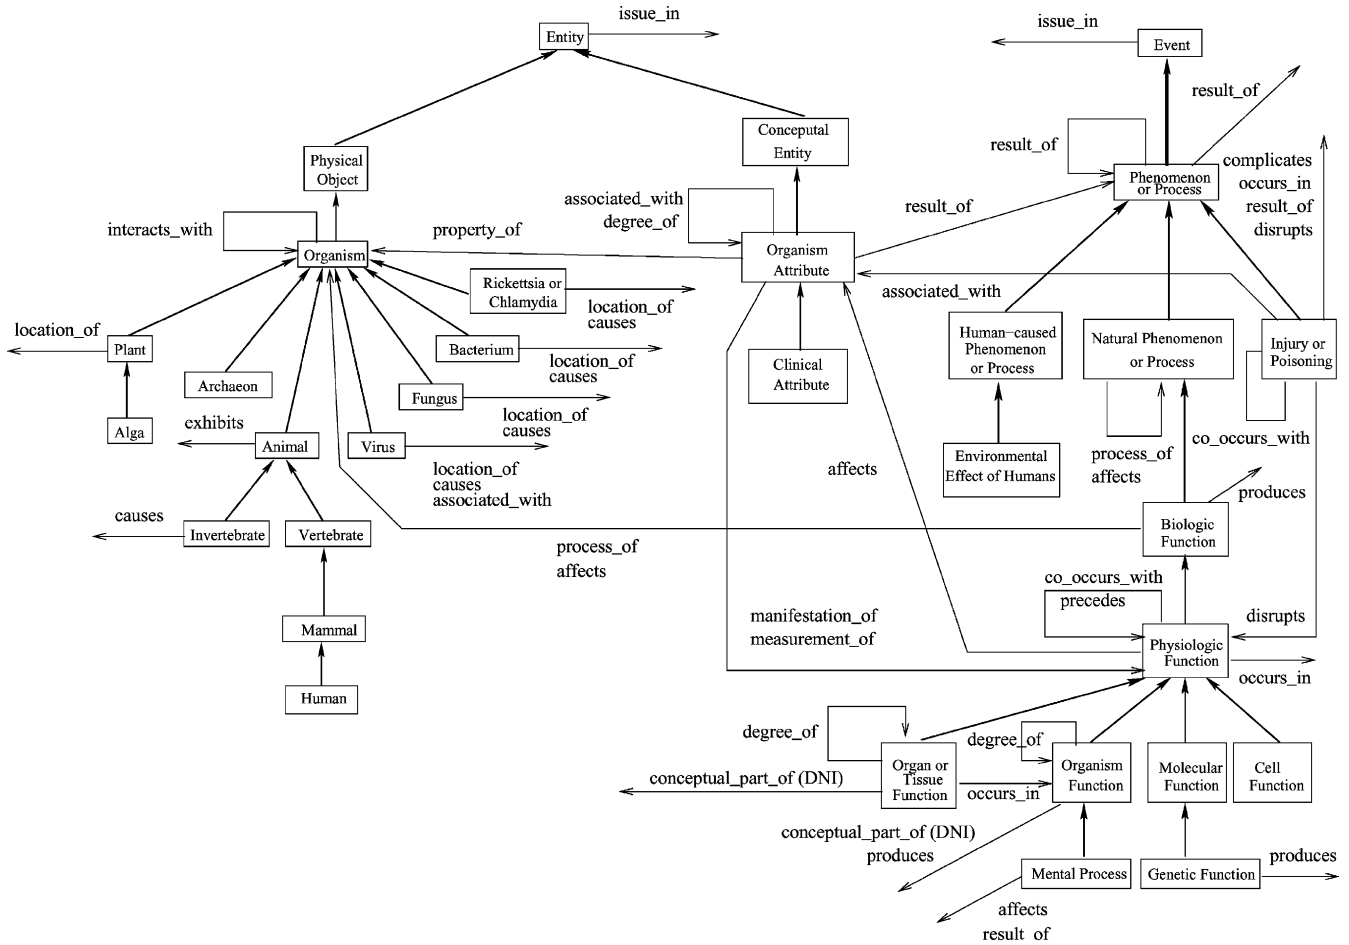 issue_in
Entity
issue_in
Event
result_of
Conceputal
Entity
result_of
Physical
Object
complicates
occurs_in
result_of
disrupts
Phenomenon
or Process
associated_with
degree_of
result_of
interacts_with
property_of
Organism
Organism
Attribute
Rickettsia or
Chlamydia
location_of
causes
associated_with
location_of
Plant
Bacterium
location_of
causes
Human-caused
Phenomenon
or Process
Natural Phenomenon
or Process
Injury or
Poisoning
Clinical
Attribute
Archaeon
Fungus
location_of
causes
Alga
exhibits
Animal
Virus
location_of
causes
associated_with
affects
Environmental
Effect of Humans
process_of
affects
co_occurs_with
produces
causes
Invertebrate
Vertebrate
process_of
affects
Biologic
Function
co_occurs_with
precedes
Mammal
manifestation_of
measurement_of
disrupts
Physiologic
Function
occurs_in
Human
degree_of
degree_of
conceptual_part_of (DNI)
Organ or
Tissue
Function
occurs_in
Organism
Function
Molecular
Function
Cell
Function
conceptual_part_of (DNI)
produces
Mental Process
Genetic Function
produces
affects
result_of